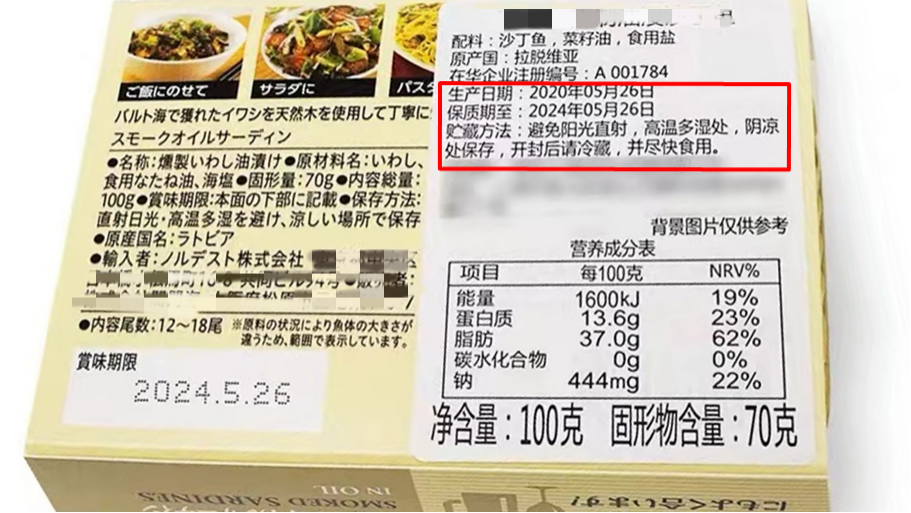 ご飯にのせて
サラダに
パスタ
バルト海で獲れたイワシを天然木を使用して丁寧に
スモークオイルサーディン
●名称:燻製いわし油漬け●原材料名:いわし、
食用なたね油、海塩●固形量:70g●内容総量:
100g●賞味期限:本面の下部に記載●保存方法:
直射日光・高温多湿を避け、涼しい場所で保存
●原産国名:ラトビア
●輸入者:ノルデスト株式会社
●内容尾数:12〜18尾 ※原料の状況により魚体の大きさが
違うため、範囲で表示しています。
賞味期限
2024.5.26
配料：沙丁鱼，菜籽油，食用盐
原产国：拉脱维亚
在华企业注册编号：A 001784
生产日期：2020年05月26日
保质期至：2024年05月26日
贮藏方法：避免阳光直射，高温多湿处，阴凉
处保存，开封后请冷藏，并尽快食用。
背景图片仅供参考
营养成分表
项目 每100克 NRV%
能量 1600kJ 19%
蛋白质 13.6g 23%
脂肪 37.0g 62%
碳水化合物 0g 0%
钠 444mg 22%
净含量：100克 固形物含量：70克
IN OIL
SMOKED SARDINES
にもよく合います!